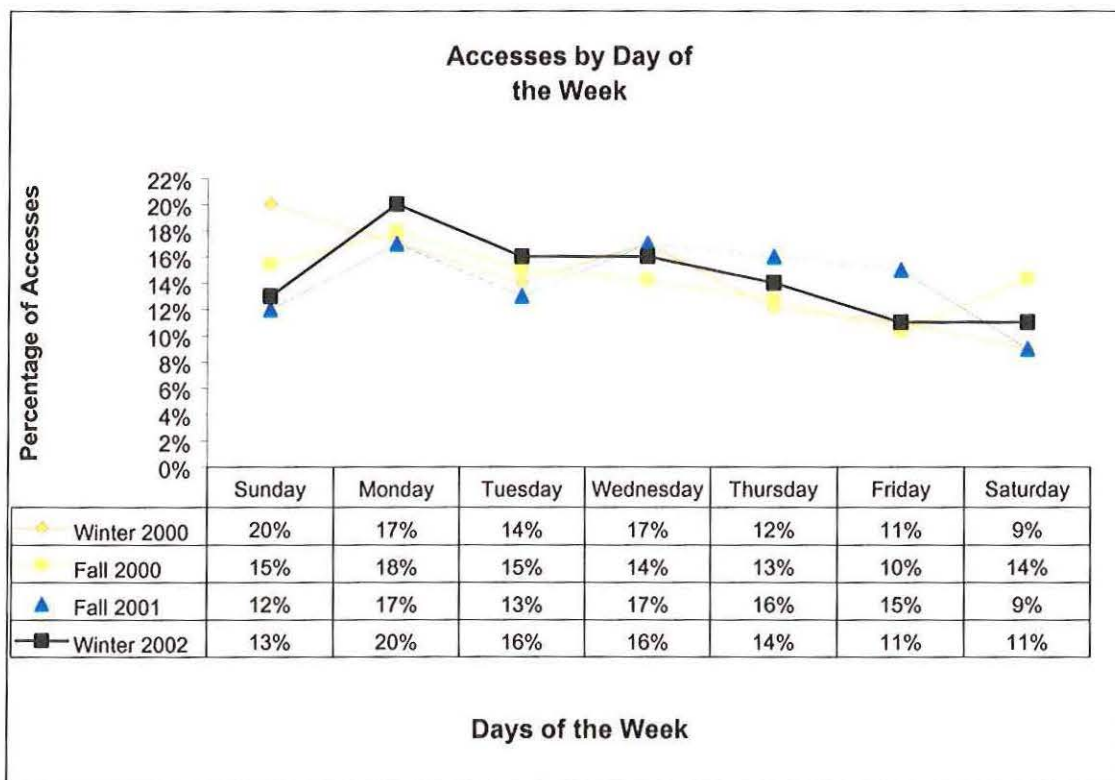 Accesses by Day of
the Week
Percentage of Accesses
22%
20%
18%
16%
14%
12%
10%
8%
6%
4%
2%
0%
Sunday Monday Tuesday Wednesday Thursday Friday Saturday
Winter 2000 20% 17% 14% 17% 12% 11% 9%
Fall 2000 15% 18% 15% 14% 13% 10% 14%
Fall 2001 12% 17% 13% 17% 16% 15% 9%
Winter 2002 13% 20% 16% 16% 14% 11% 11%
Days of the Week